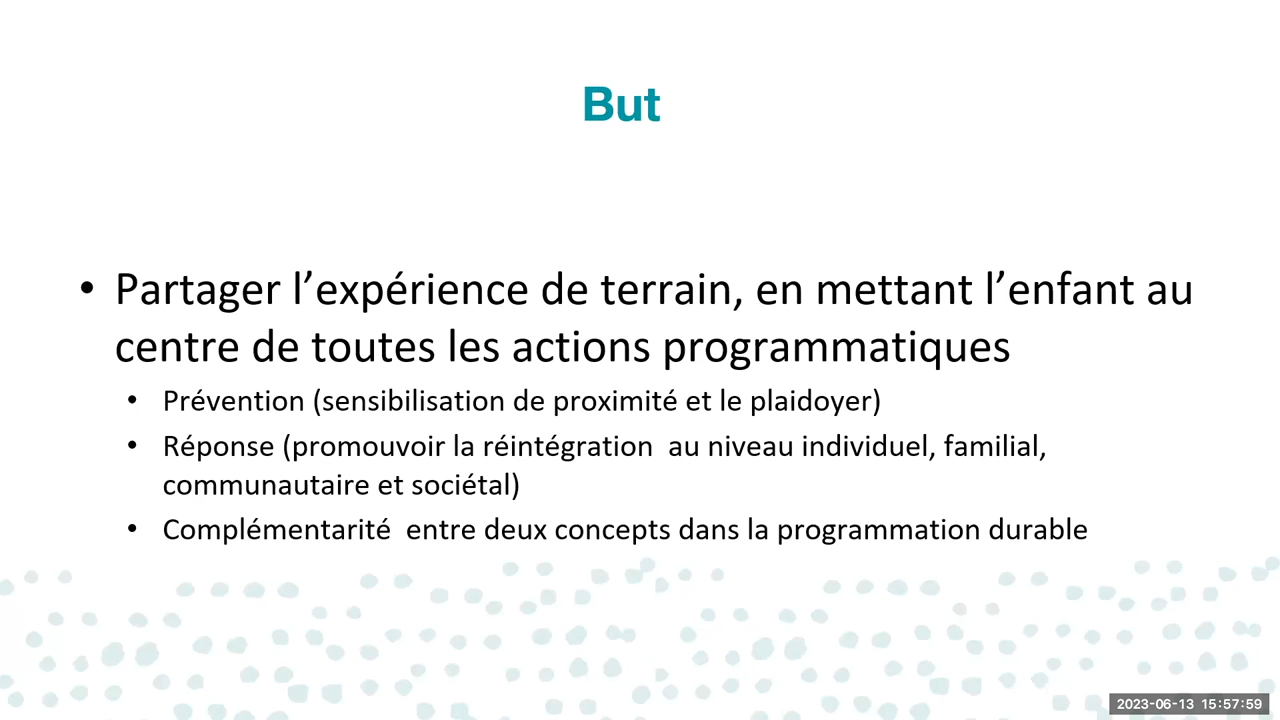 But
• Partager l’expérience de terrain, en mettant l’enfant au
centre de toutes les actions programmatiques
• Prévention (sensibilisation de proximité et le plaidoyer)
• Réponse (promouvoir la réintégration  au niveau individuel, familial,
communautaire et sociétal)
• Complémentarité  entre deux concepts dans la programmation durable
2023-06-13 15:57:59